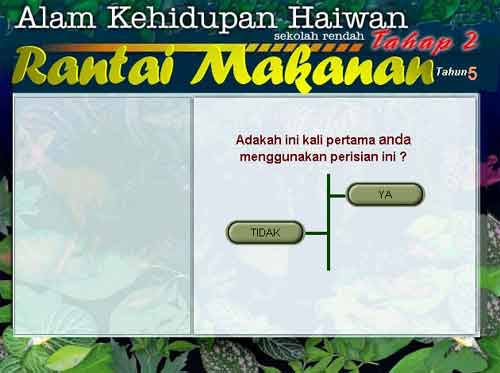 Alam Kehidupan Haiwan
sekolah rendah Tahap 2
Rantai Makanan Tahun 5
Adakah ini kali pertama anda
menggunakan perisian ini ?
YA
TIDAK